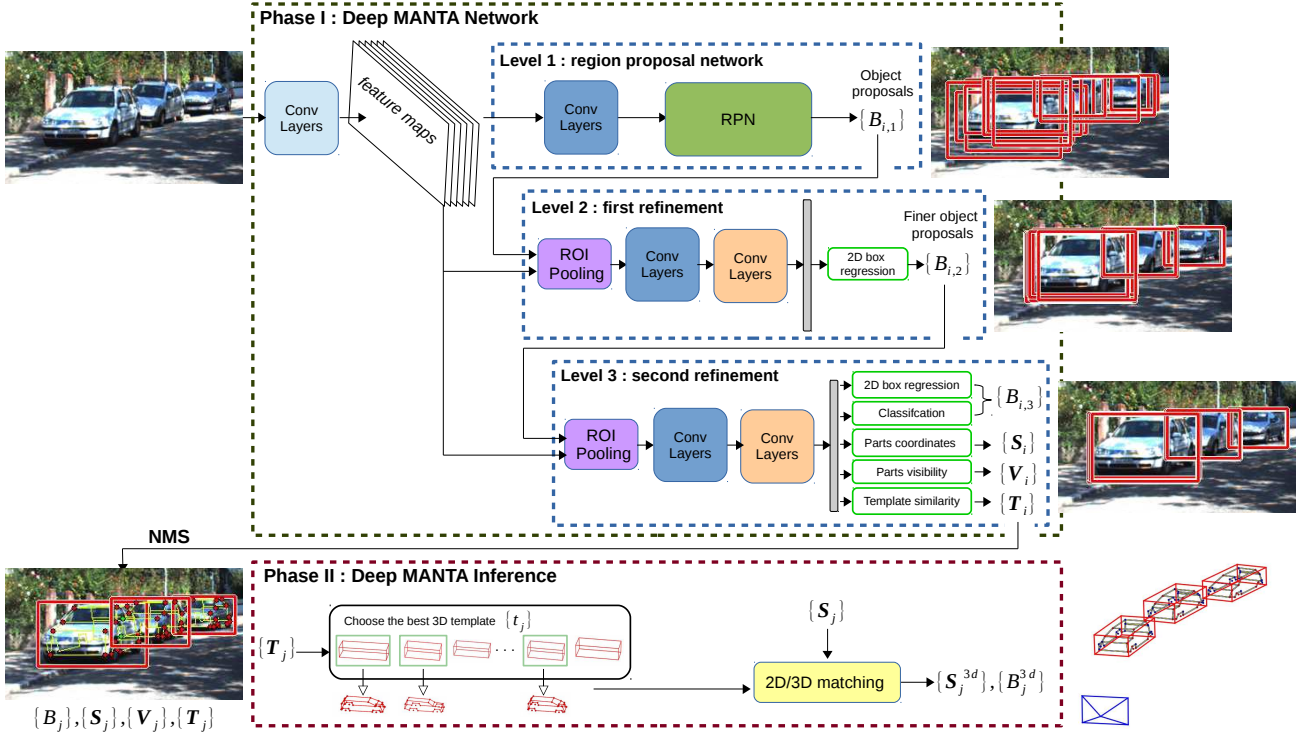 Phase I : Deep MANTA Network
Conv
Layers
feature maps
Level 1 : region proposal network
Conv
Layers
RPN
Object
proposals
{B_{i,1}}
Level 2 : first refinement
ROI
Pooling
Conv
Layers
Conv
Layers
2D box
regression
Finer object
proposals
{B_{i,2}}
Level 3 : second refinement
ROI
Pooling
Conv
Layers
Conv
Layers
2D box regression
Classifcation
{B_{i,3}}
Parts coordinates
{S_i}
Parts visibility
{V_i}
Template similarity
{T_i}
NMS
{B_j},{S_j},{V_j},{T_j}
Phase II : Deep MANTA Inference
{T_j}
Choose the best 3D template {t_j}
· · ·
{S_j}
2D/3D matching
{S_j^{3d}},{B_j^{3d}}